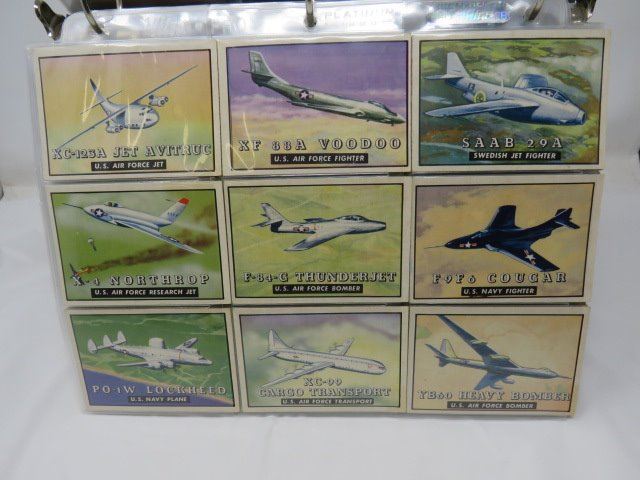 PLATINUM
XC-123A JET AVITRUC
U.S. AIR FORCE JET
XF 88A VOODOO
U.S. AIR FORCE FIGHTER
SAAB 29A
SWEDISH JET FIGHTER
X-4 NORTHROP
U.S. AIR FORCE RESEARCH JET
F-84-G THUNDERJET
U.S. AIR FORCE BOMBER
F9F6 COUGAR
U.S. NAVY FIGHTER
PO-1W LOCKHEED
U.S. NAVY PLANE
XC-99
CARGO TRANSPORT
U.S. AIR FORCE TRANSPORT
YB60 HEAVY BOMBER
U.S. AIR FORCE BOMBER